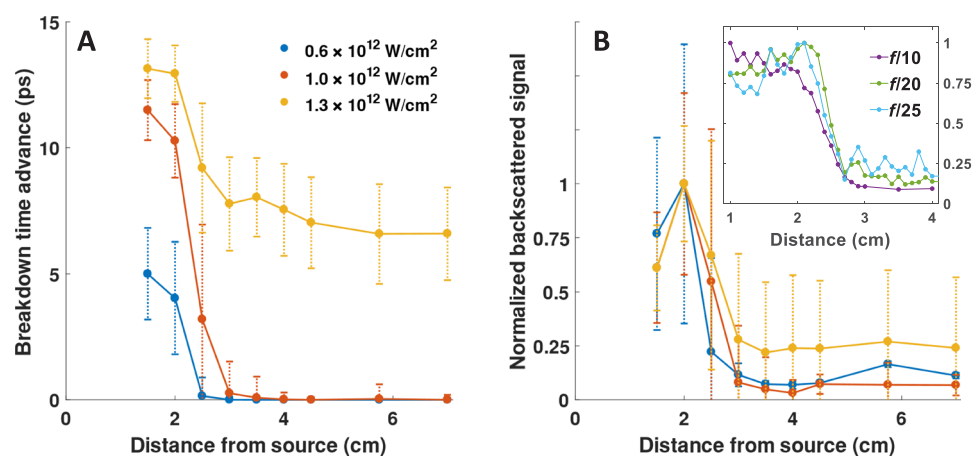 A
Breakdown time advance (ps)
15
10
5
0
0.6 × 10¹² W/cm²
1.0 × 10¹² W/cm²
1.3 × 10¹² W/cm²
0
2
4
6
Distance from source (cm)
B
Normalized backscattered signal
1
0.75
0.5
0.25
0
0
2
4
6
Distance from source (cm)
f/10
f/20
f/25
1
0.75
0.5
0.25
0
1
2
3
4
Distance (cm)